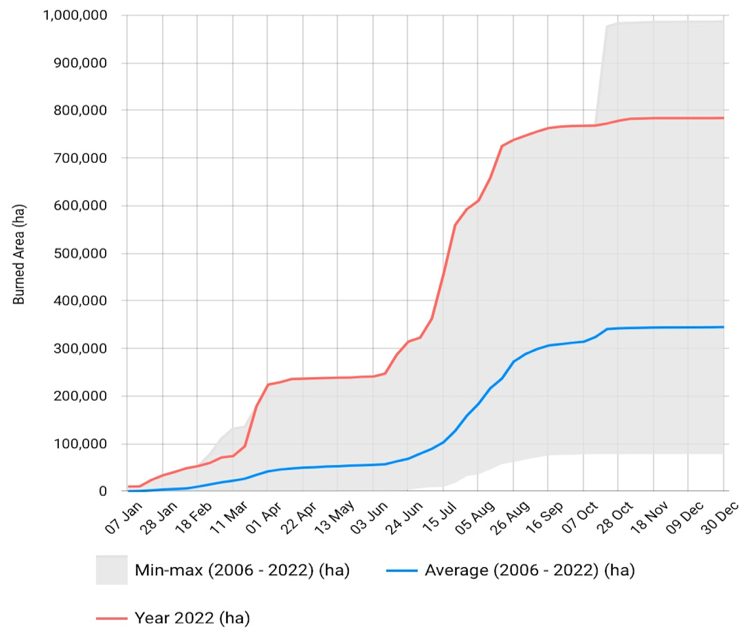 1,000,000
900,000
800,000
700,000
600,000
500,000
400,000
300,000
200,000
100,000
0
Burned Area (ha)
07 Jan
28 Jan
18 Feb
11 Mar
01 Apr
22 Apr
13 May
03 Jun
24 Jun
15 Jul
05 Aug
26 Aug
16 Sep
07 Oct
28 Oct
18 Nov
09 Dec
30 Dec
Min-max (2006 - 2022) (ha)
Average (2006 - 2022) (ha)
Year 2022 (ha)